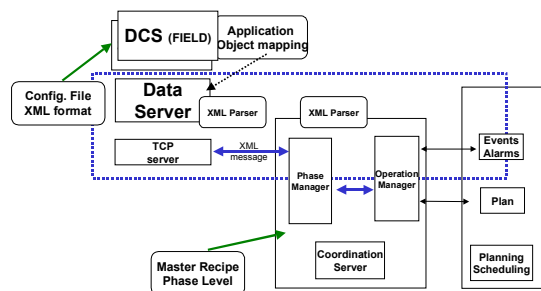 DCS (FIELD)
Application
Object mapping
Config. File
XML format
Data
Server
XML Parser
XML Parser
TCP
server
XML
message
Phase
Manager
Operation
Manager
Events
Alarms
Plan
Coordination
Server
Planning
Scheduling
Master Recipe
Phase Level